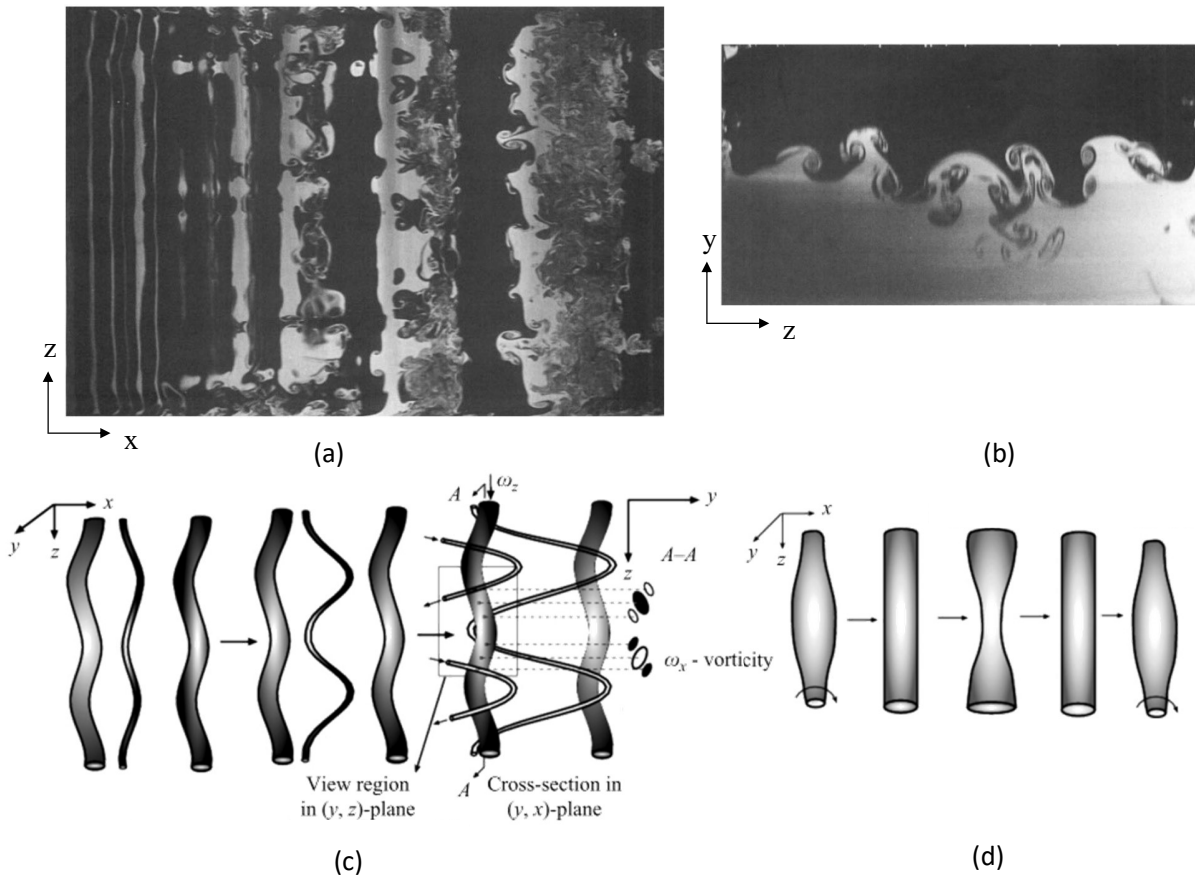 z
x
(a)
y
z
(b)
x
y
z
A
ω_z
y
z
A–A
ω_x - vorticity
A
View region
in (y, z)-plane
Cross-section in
(y, x)-plane
(c)
x
y
z
(d)